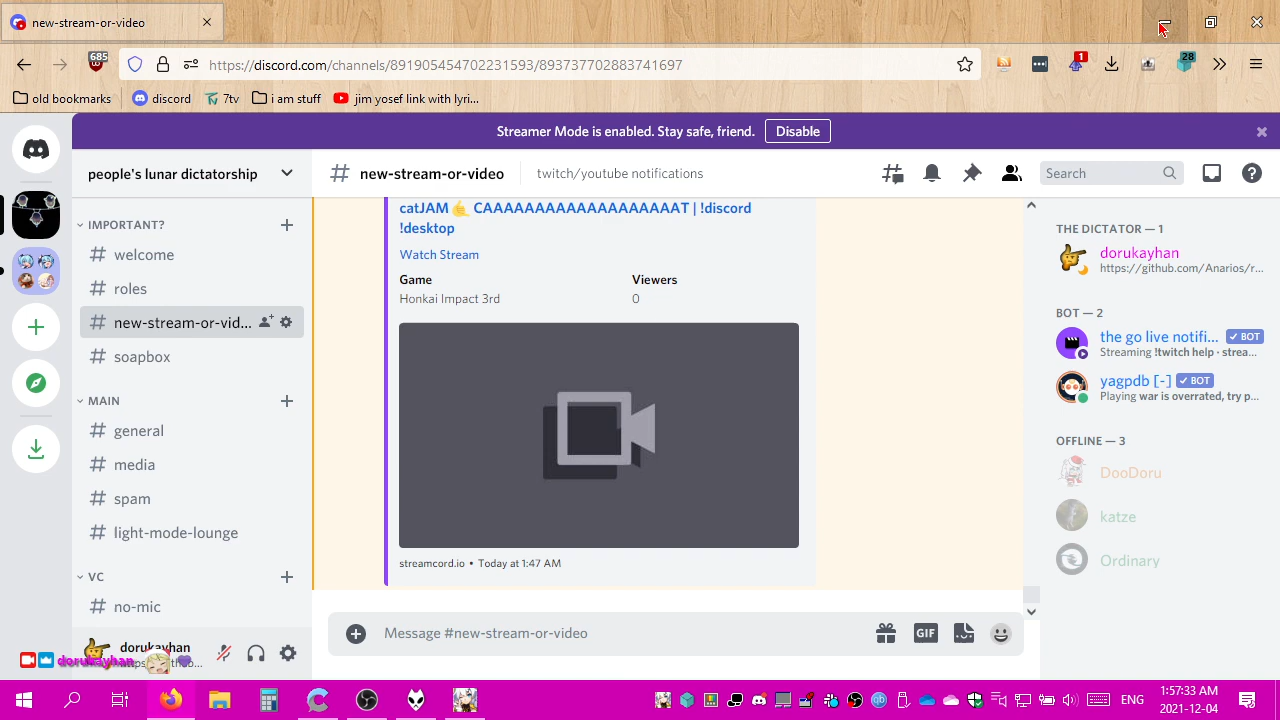 new-stream-or-video
685
https://discord.com/channels/891905454702231593/893737702883741697
1
28
old bookmarks
discord
7tv
i am stuff
jim yosef link with lyri...
Streamer Mode is enabled. Stay safe, friend.
Disable
people's lunar dictatorship
new-stream-or-video
twitch/youtube notifications
Search
IMPORTANT?
welcome
roles
new-stream-or-vid...
soapbox
MAIN
general
media
spam
light-mode-lounge
VC
no-mic
dorukayhan
dorukayhan
catJAM 🤙 CAAAAAAAAAAAAAAAAAAAT | !discord
!desktop
Watch Stream
Game
Viewers
Honkai Impact 3rd
0
streamcord.io • Today at 1:47 AM
Message #new-stream-or-video
GIF
THE DICTATOR — 1
dorukayhan
https://github.com/Anarios/r...
BOT — 2
the go live notifi...
BOT
Streaming !twitch help · strea...
yagpdb [-]
BOT
Playing war is overrated, try p...
OFFLINE — 3
DooDoru
katze
Ordinary
ENG
1:57:33 AM
2021-12-04